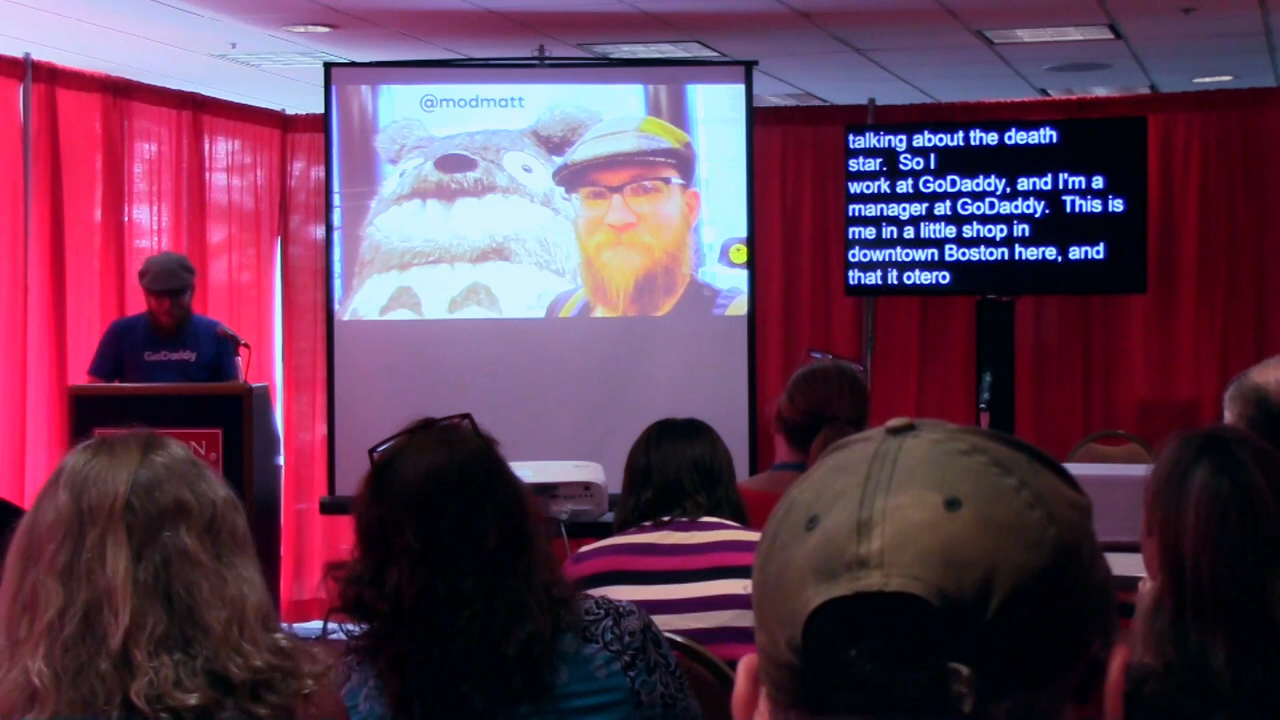 @modmatt
talking about the death
star. So I
work at GoDaddy, and I'm a
manager at GoDaddy. This is
me in a little shop in
downtown Boston here, and
that it otero
GoDaddy